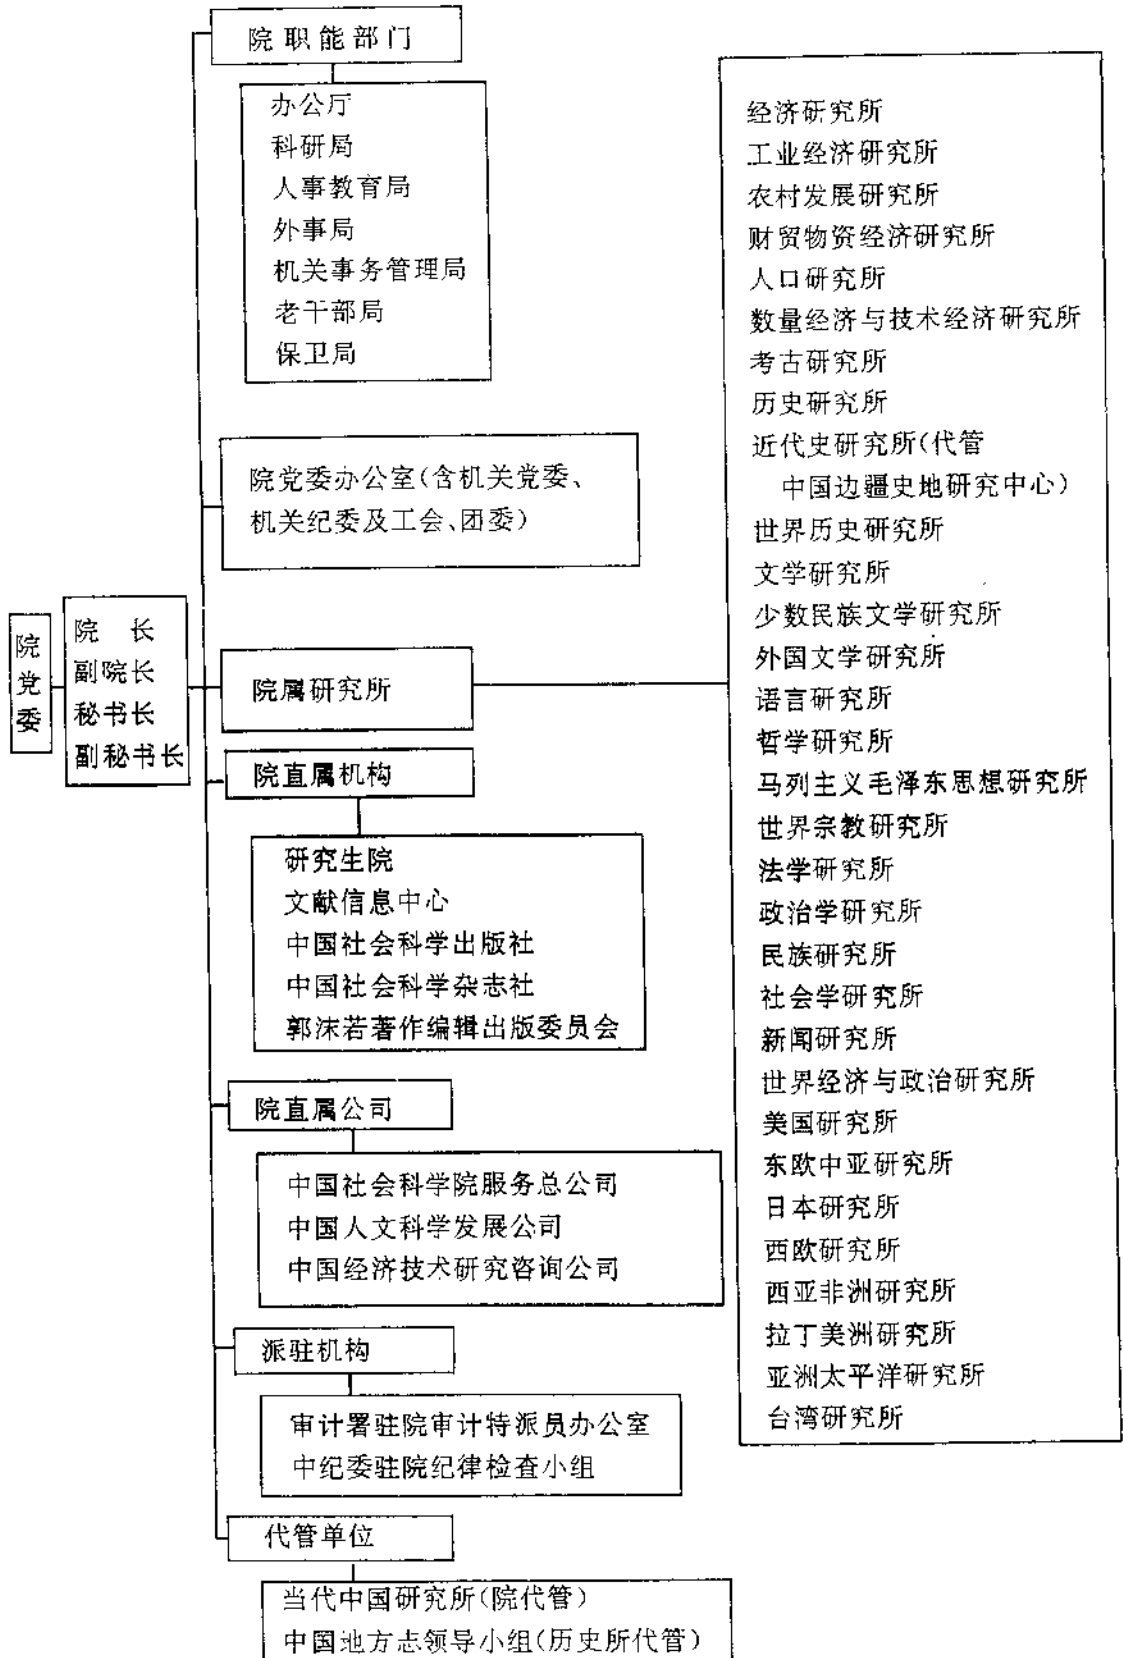 院党委
院　长
副院长
秘书长
副秘书长
院职能部门
办公厅
科研局
人事教育局
外事局
机关事务管理局
老干部局
保卫局
院党委办公室(含机关党委、
机关纪委及工会、团委)
院属研究所
院直属机构
研究生院
文献信息中心
中国社会科学出版社
中国社会科学杂志社
郭沫若著作编辑出版委员会
院直属公司
中国社会科学院服务总公司
中国人文科学发展公司
中国经济技术研究咨询公司
派驻机构
审计署驻院审计特派员办公室
中纪委驻院纪律检查小组
代管单位
当代中国研究所(院代管)
中国地方志领导小组(历史所代管)
经济研究所
工业经济研究所
农村发展研究所
财贸物资经济研究所
人口研究所
数量经济与技术经济研究所
考古研究所
历史研究所
近代史研究所(代管
中国边疆史地研究中心)
世界历史研究所
文学研究所
少数民族文学研究所
外国文学研究所
语言研究所
哲学研究所
马列主义毛泽东思想研究所
世界宗教研究所
法学研究所
政治学研究所
民族研究所
社会学研究所
新闻研究所
世界经济与政治研究所
美国研究所
东欧中亚研究所
日本研究所
西欧研究所
西亚非洲研究所
拉丁美洲研究所
亚洲太平洋研究所
台湾研究所